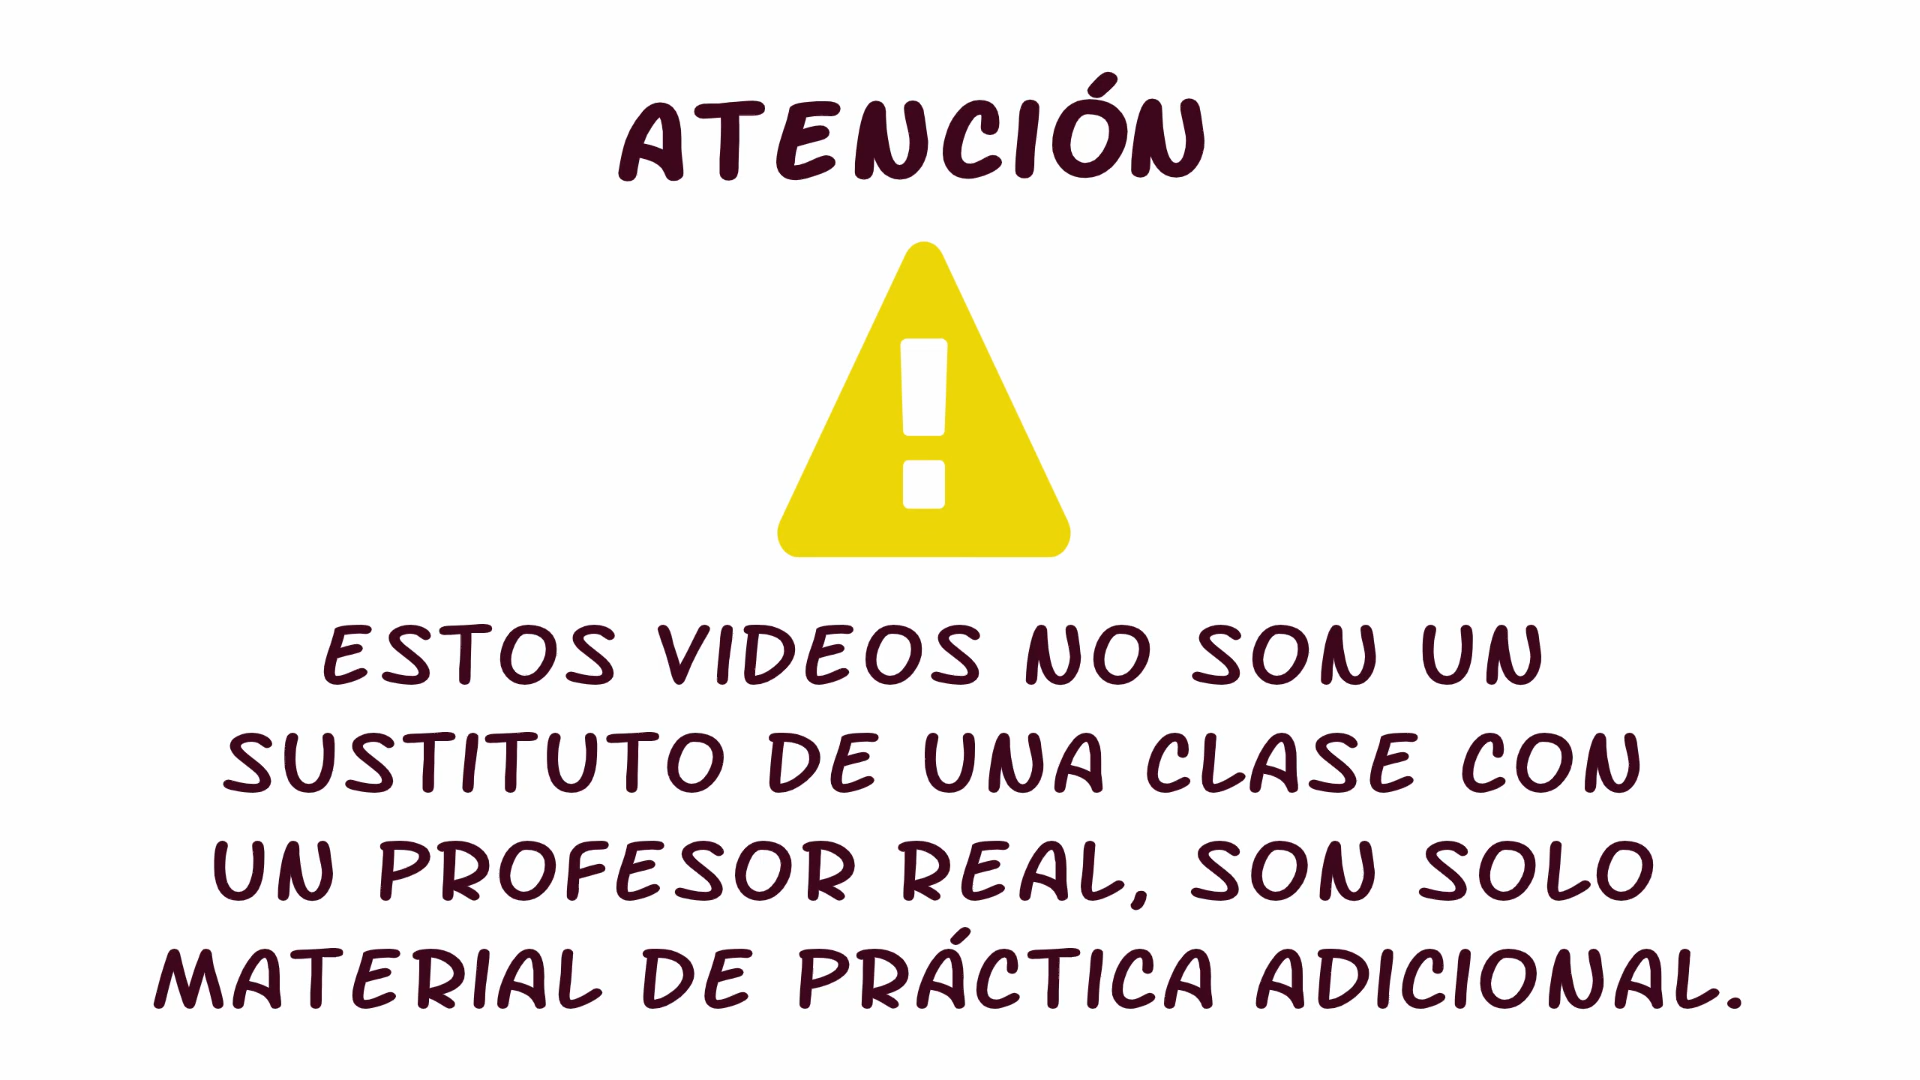 ATENCIÓN
ESTOS VIDEOS NO SON UN
SUSTITUTO DE UNA CLASE CON
UN PROFESOR REAL, SON SOLO
MATERIAL DE PRÁCTICA ADICIONAL.